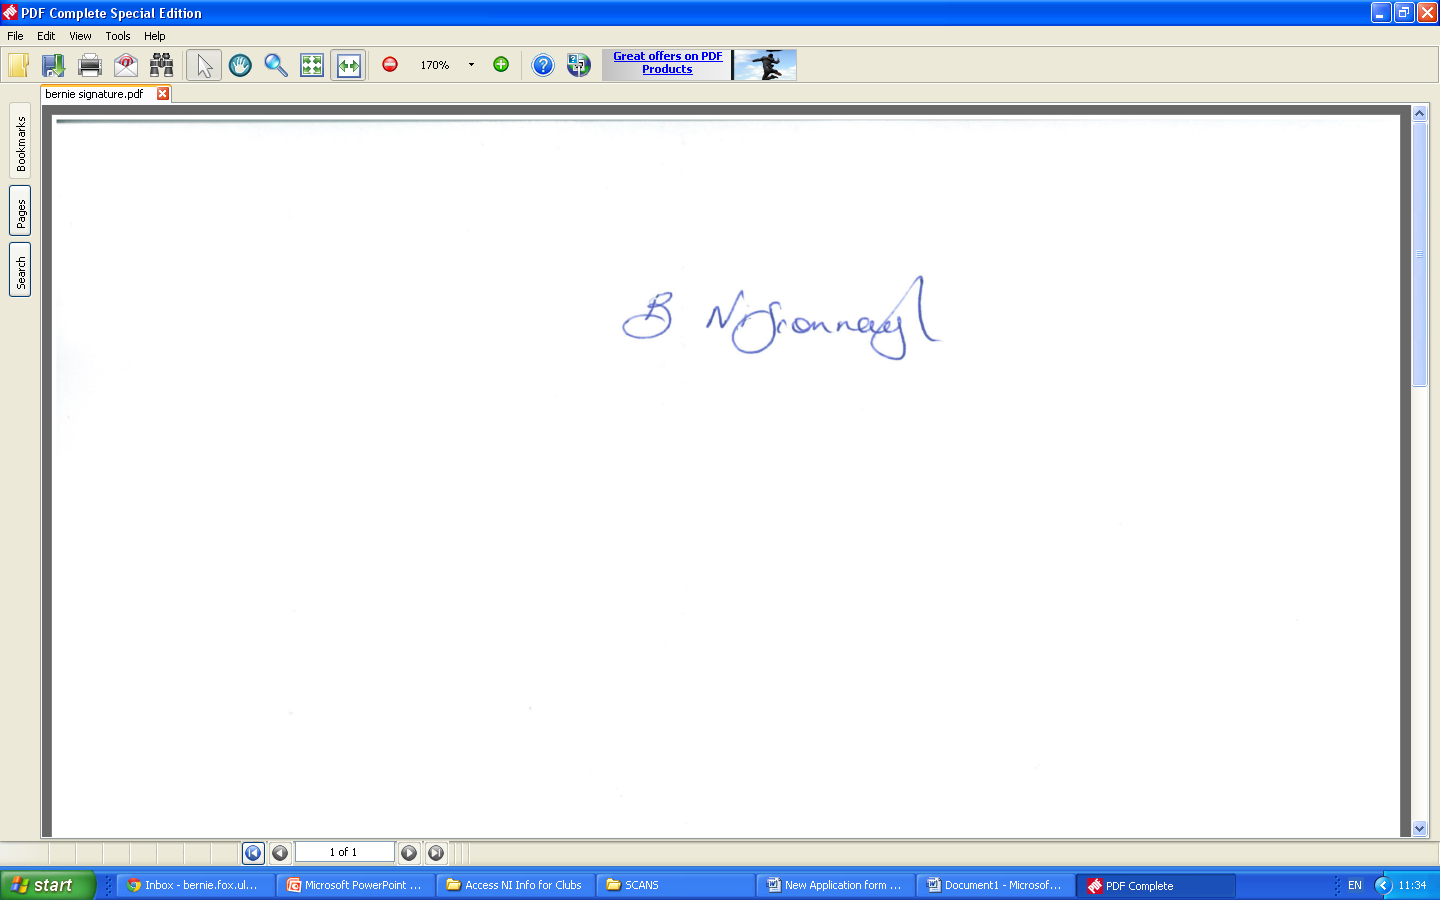 PDF Complete Special Edition
File Edit View Tools Help
170%
Great offers on PDF
Products
bernie signature.pdf
Bookmarks
Pages
Search
B
1 of 1
start
Inbox - bernie.fox.ul...
Microsoft PowerPoint ...
Access NI Info for Clubs
SCANS
New Application form ...
Document1 - Microsof...
PDF Complete
EN
11:34